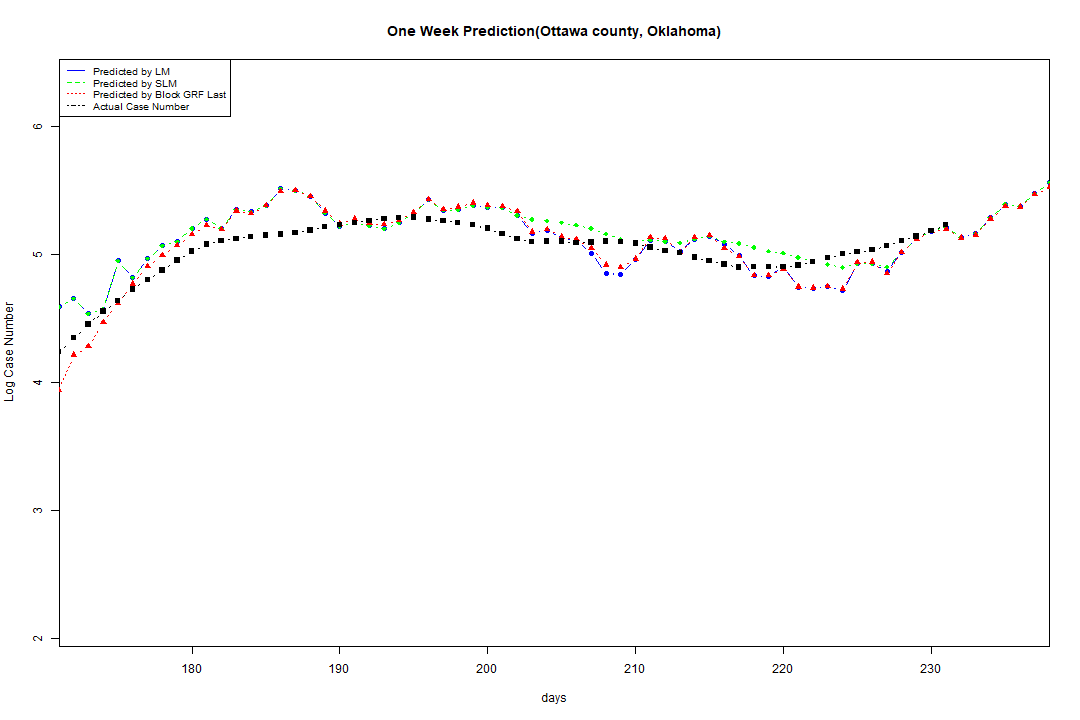 One Week Prediction(Ottawa county, Oklahoma)
Predicted by LM
Predicted by SLM
Predicted by Block GRF Last
Actual Case Number
6
5
4
3
2
Log Case Number
180 190 200 210 220 230
days